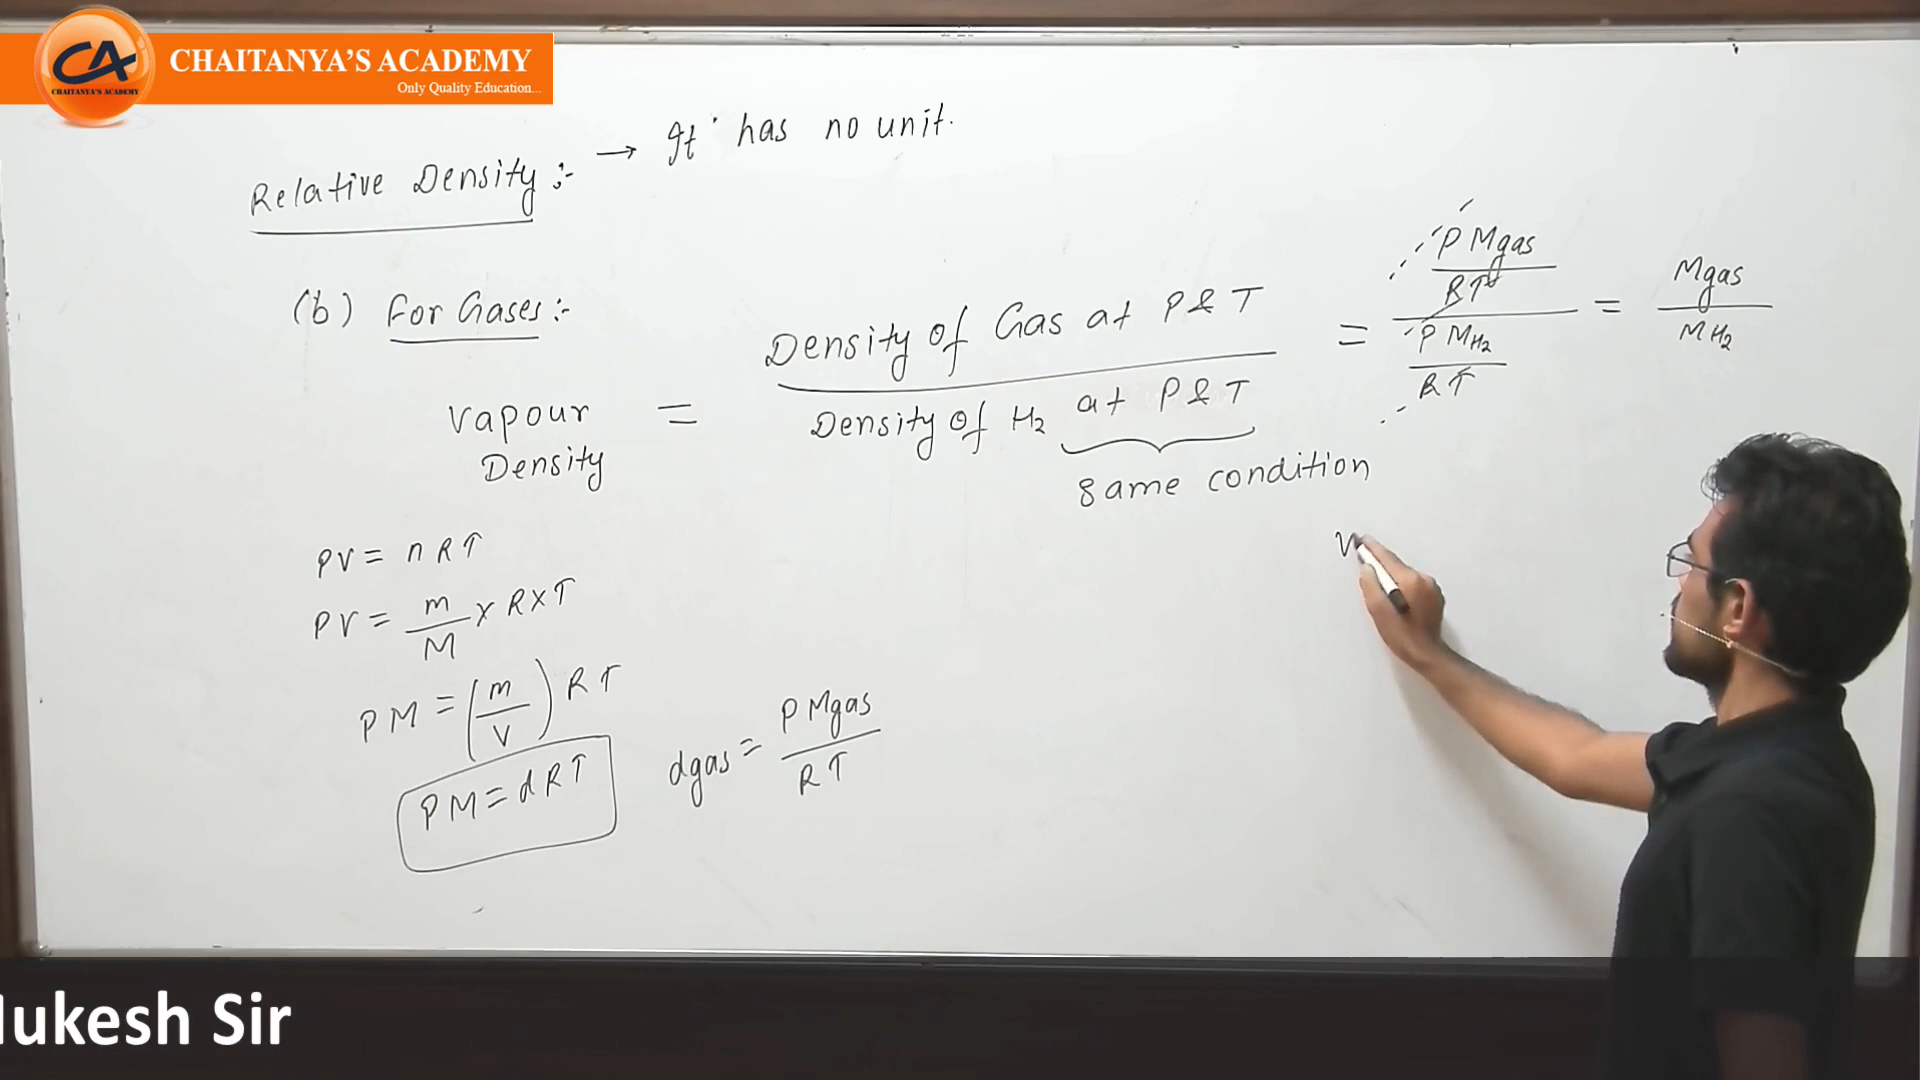 CA
CHAITANYA'S ACADEMY
CHAITANYA'S ACADEMY
Only Quality Education...
Relative Density :- → It has no unit.
(b) For Gases :-
Vapour Density = Density of Gas at P & T / Density of H2 at P & T = P Mgas / RT / P MH2 / RT = Mgas / MH2
same condition
V
PV = nRT
PV = m/M × R × T
PM = (m/V) RT
PM = dRT
dgas = P Mgas / RT
ukesh Sir